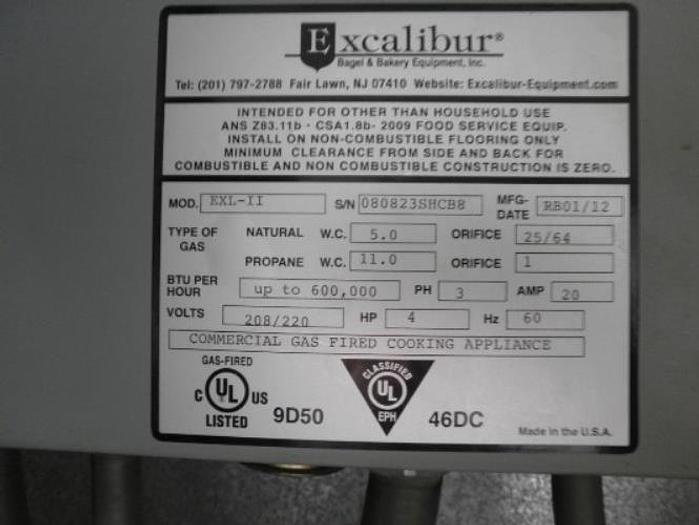 Excalibur®
Bagel & Bakery Equipment, Inc.
Tel: (201) 797-2788 Fair Lawn, NJ 07410 Website: Excalibur-Equipment.com
INTENDED FOR OTHER THAN HOUSEHOLD USE
ANS Z83.11b - CSA1.8b- 2009 FOOD SERVICE EQUIP.
INSTALL ON NON-COMBUSTIBLE FLOORING ONLY
MINIMUM CLEARANCE FROM SIDE AND BACK FOR
COMBUSTIBLE AND NON COMBUSTIBLE CONSTRUCTION IS ZERO.
MOD. EXL-II S/N 080823SHCB8 MFG-DATE RB01/12
TYPE OF GAS NATURAL W.C. 5.0 ORIFICE 25/64
PROPANE W.C. 11.0 ORIFICE 1
BTU PER HOUR up to 600,000 PH 3 AMP 20
VOLTS 208/220 HP 4 Hz 60
COMMERCIAL GAS FIRED COOKING APPLIANCE
GAS-FIRED
C UL US
LISTED
9D50
CLASSIFIED
UL
EPH
46DC
Made in the U.S.A.